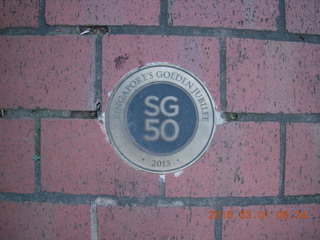 SINGAPORE'S GOLDEN JUBILEE
SG
50
· 2015 ·